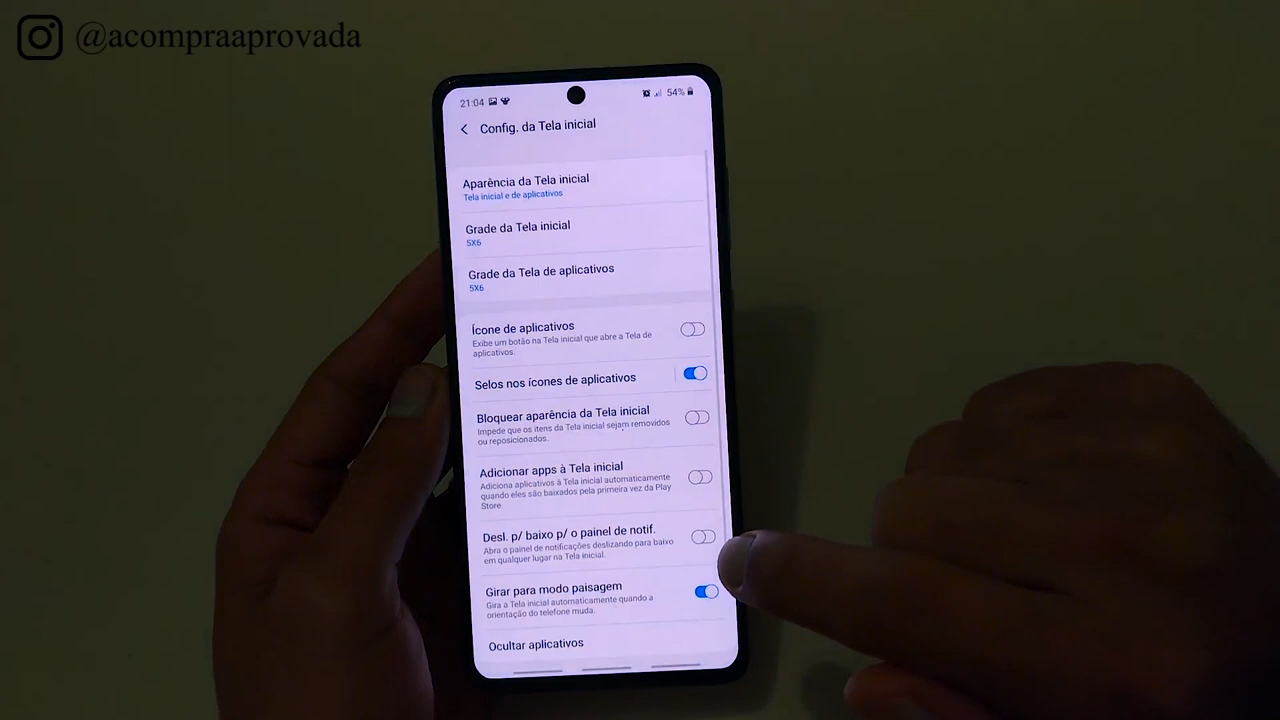 @acompraaprovada
21:04
54%
Config. da Tela inicial
Aparência da Tela inicial
Tela inicial e de aplicativos
Grade da Tela inicial
5X6
Grade da Tela de aplicativos
5X6
Ícone de aplicativos
Exibe um botão na Tela inicial que abre a Tela de
aplicativos.
Selos nos ícones de aplicativos
Bloquear aparência da Tela inicial
Impede que os itens da Tela inicial sejam removidos
ou reposicionados.
Adicionar apps à Tela inicial
Adiciona aplicativos à Tela inicial automaticamente
quando eles são baixados pela primeira vez da Play
Store
Desl. p/ baixo p/ o painel de notif.
Abra o painel de notificações deslizando para baixo
em qualquer lugar na Tela inicial.
Girar para modo paisagem
Gira a Tela inicial automaticamente quando a
orientação do telefone muda.
Ocultar aplicativos